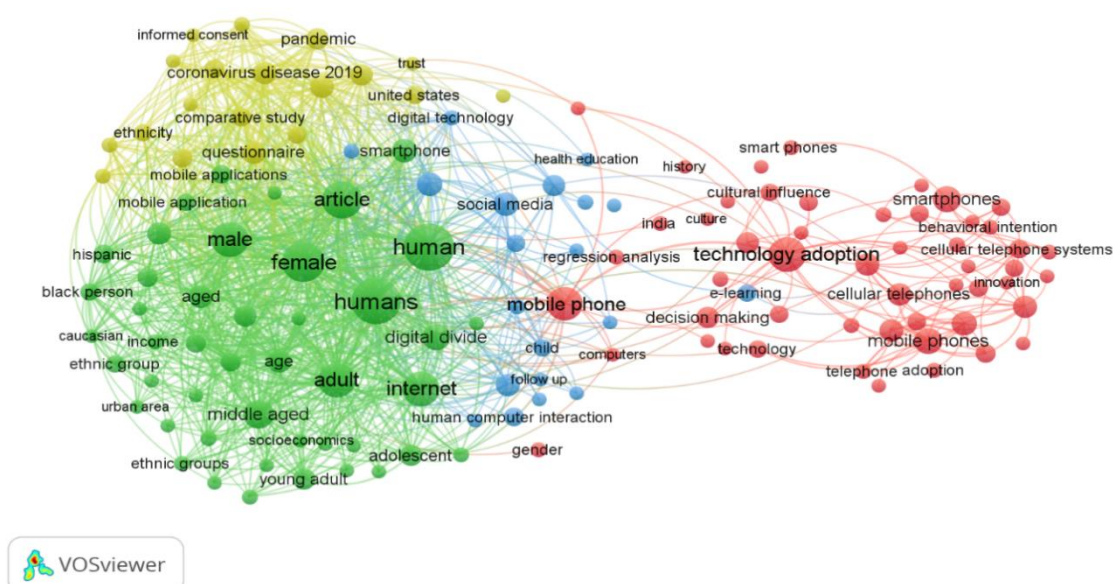 informed consent
pandemic
coronavirus disease 2019
trust
united states
comparative study
digital technology
ethnicity
questionnaire
smartphone
smart phones
health education
history
mobile applications
mobile application
article
social media
cultural influence
smartphones
india
culture
behavioral intention
male
human
hispanic
female
regression analysis
technology adoption
cellular telephone systems
innovation
black person
aged
humans
mobile phone
e-learning
cellular telephones
decision making
caucasian
income
digital divide
mobile phones
child
computers
technology
ethnic group
age
telephone
adoption
adult
internet
follow up
urban area
middle aged
human computer interaction
socioeconomics
gender
ethnic groups
adolescent
young adult
VOSviewer